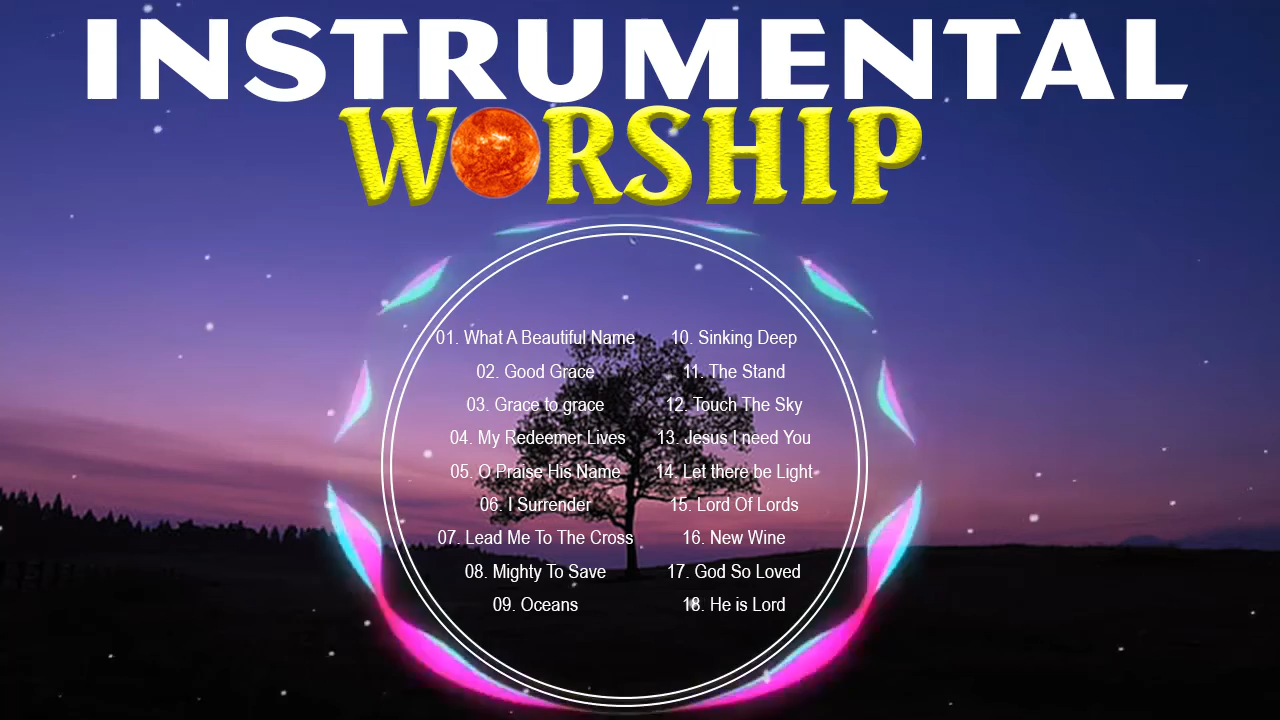 INSTRUMENTAL
WORSHIP
01. What A Beautiful Name
02. Good Grace
03. Grace to grace
04. My Redeemer Lives
05. O Praise His Name
06. I Surrender
07. Lead Me To The Cross
08. Mighty To Save
09. Oceans
10. Sinking Deep
11. The Stand
12. Touch The Sky
13. Jesus I need You
14. Let there be Light
15. Lord Of Lords
16. New Wine
17. God So Loved
18. He is Lord